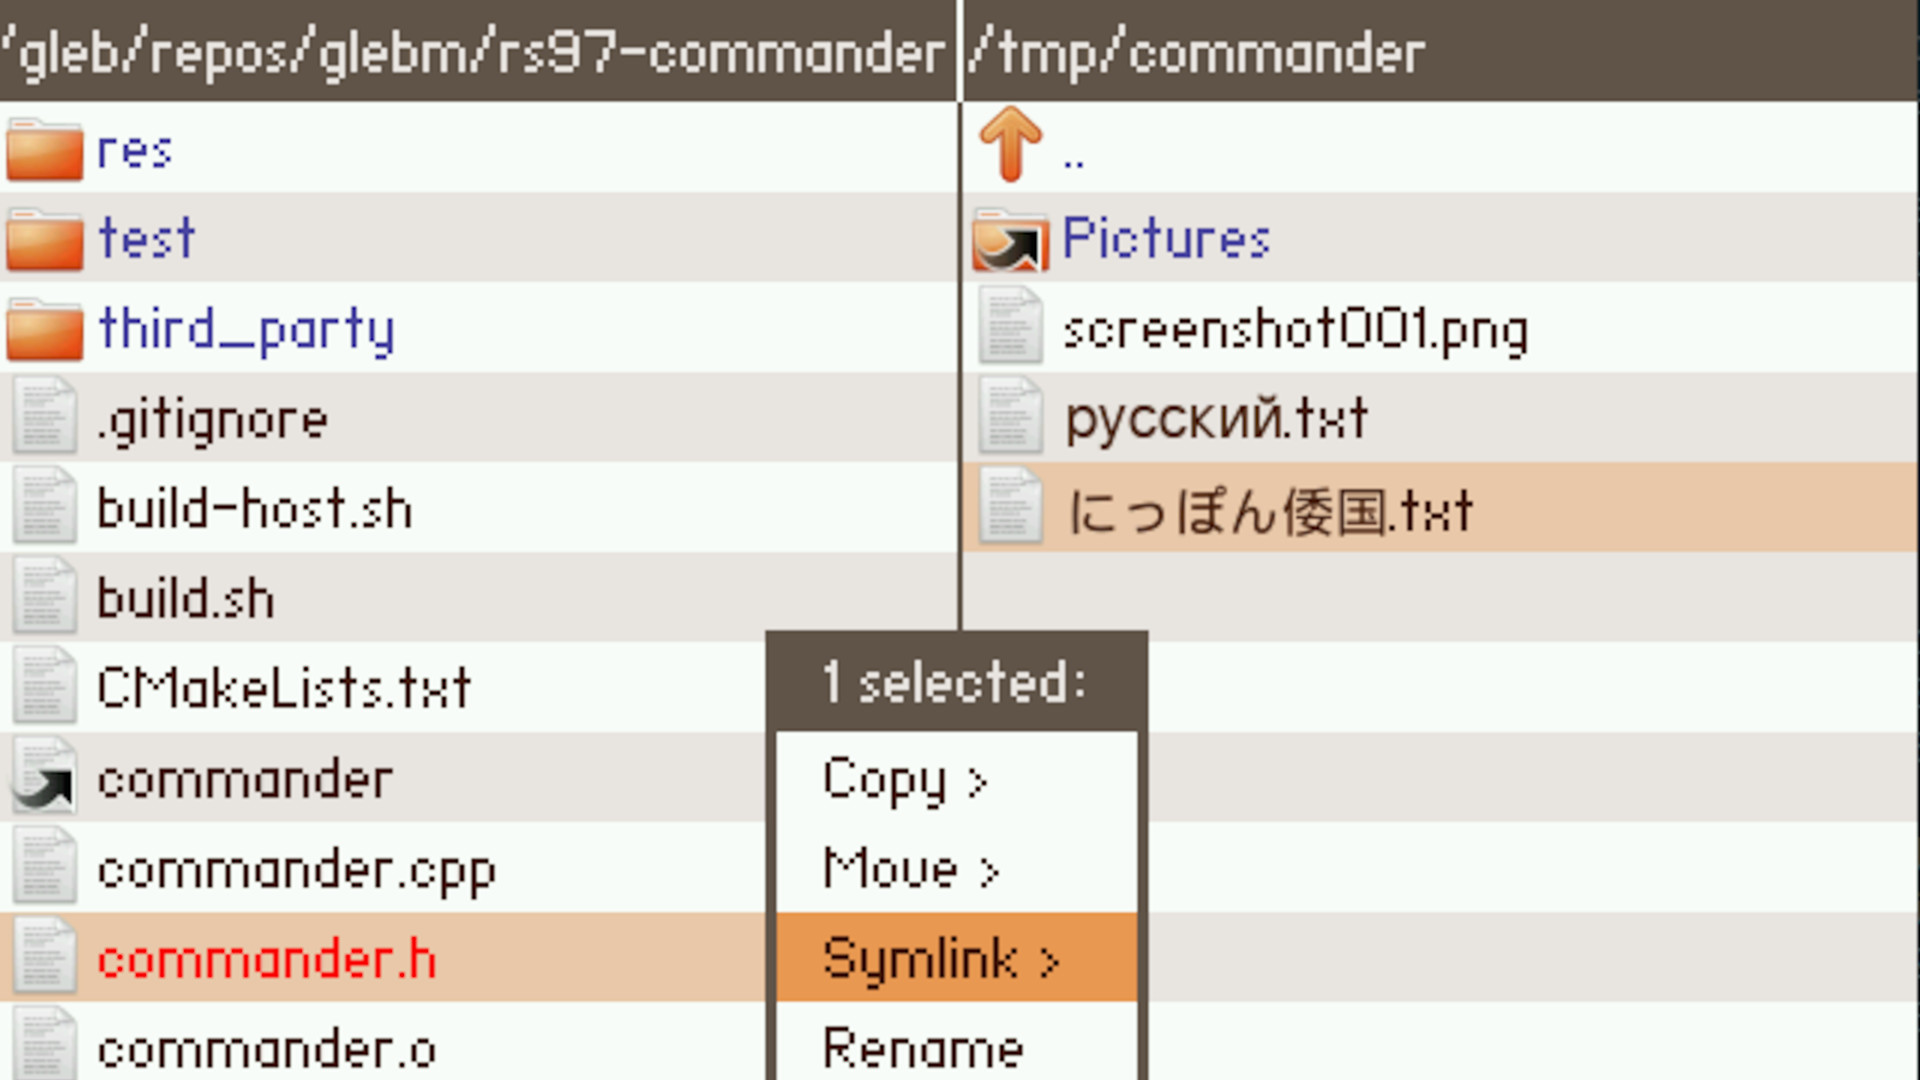 'gleb/repos/glebm/rs97-commander
res
test
third_party
.gitignore
build-host.sh
build.sh
CMakeLists.txt
commander
commander.cpp
commander.h
commander.o
/tmp/commander
..
Pictures
screenshot001.png
русский.txt
にっぽん倭国.txt
1 selected:
Copy >
Move >
Symlink >
Rename